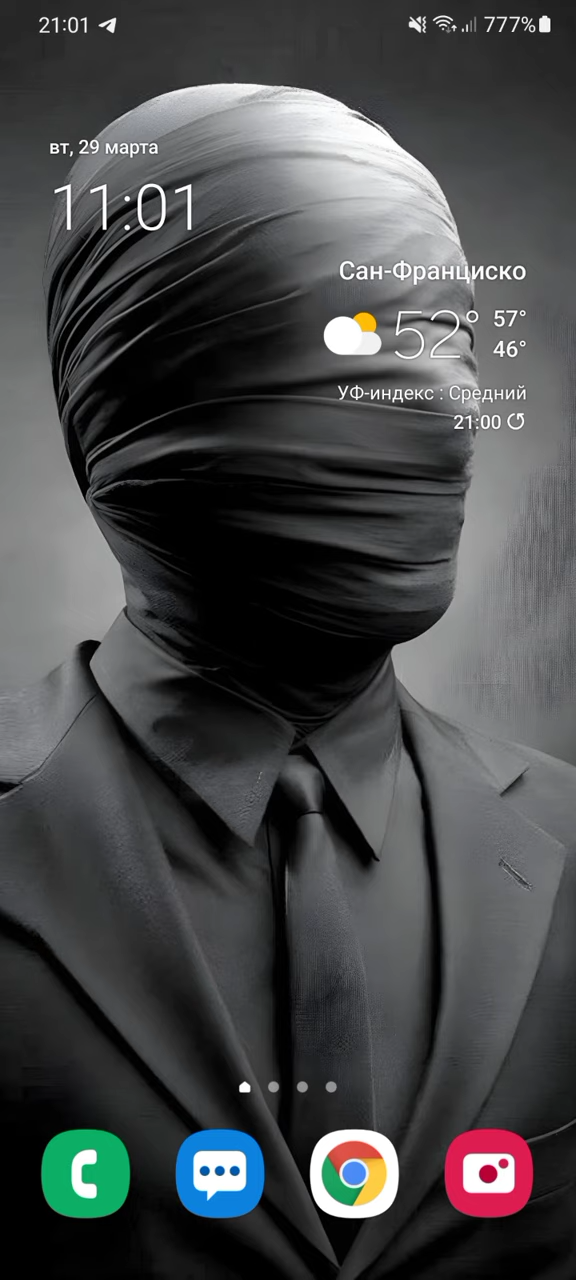 21:01 777%
вт, 29 марта
11:01
Сан-Франциско
52° 57°
46°
УФ-индекс : Средний
21:00